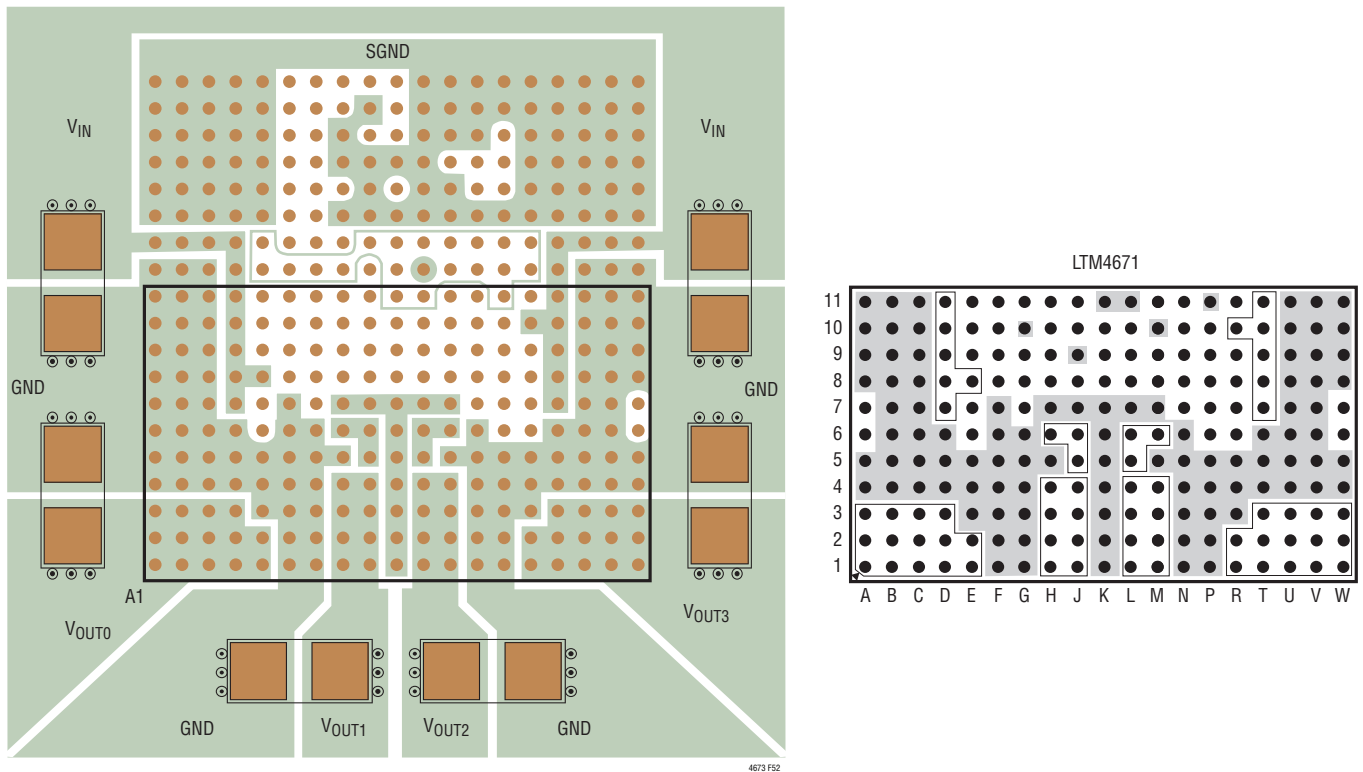 SGND
VIN
VIN
GND
GND
A1
VOUT0
VOUT3
GND
VOUT1
VOUT2
GND
4673 F52
LTM4671
11
10
9
8
7
6
5
4
3
2
1
A B C D E F G H J K L M N P R T U V W